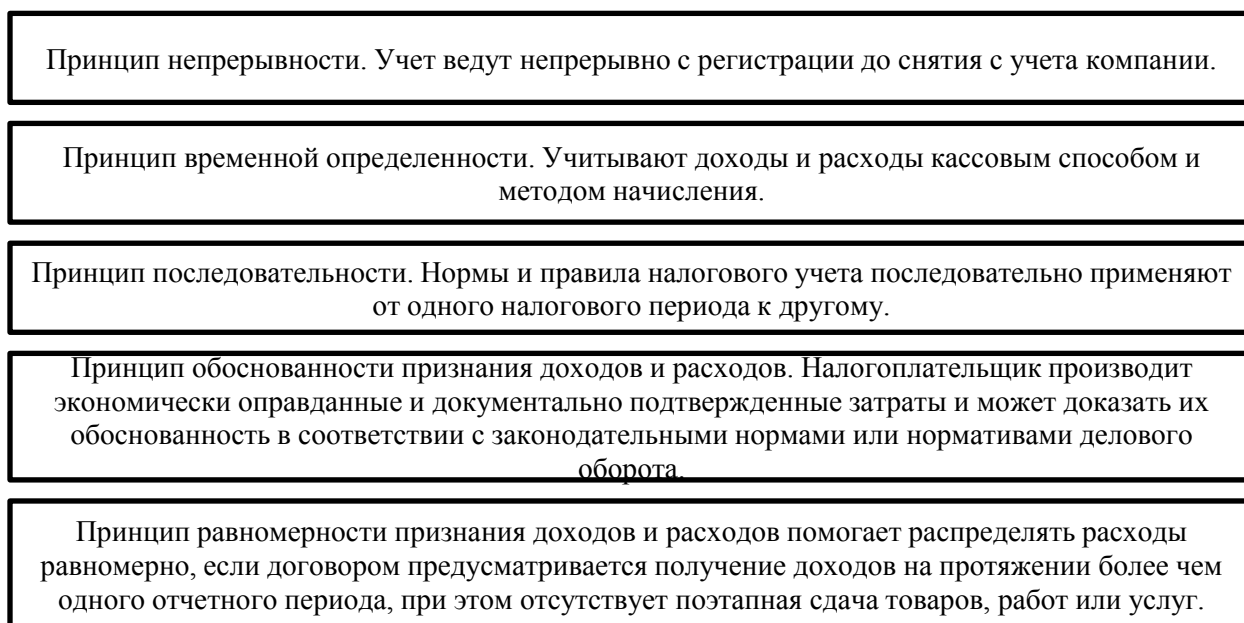 Принцип непрерывности. Учет ведут непрерывно с регистрации до снятия с учета компании.
Принцип временной определенности. Учитывают доходы и расходы кассовым способом и
методом начисления.
Принцип последовательности. Нормы и правила налогового учета последовательно применяют
от одного налогового периода к другому.
Принцип обоснованности признания доходов и расходов. Налогоплательщик производит
экономически оправданные и документально подтвержденные затраты и может доказать их
обоснованность в соответствии с законодательными нормами или нормативами делового
оборота.
Принцип равномерности признания доходов и расходов помогает распределять расходы
равномерно, если договором предусматривается получение доходов на протяжении более чем
одного отчетного периода, при этом отсутствует поэтапная сдача товаров, работ или услуг.